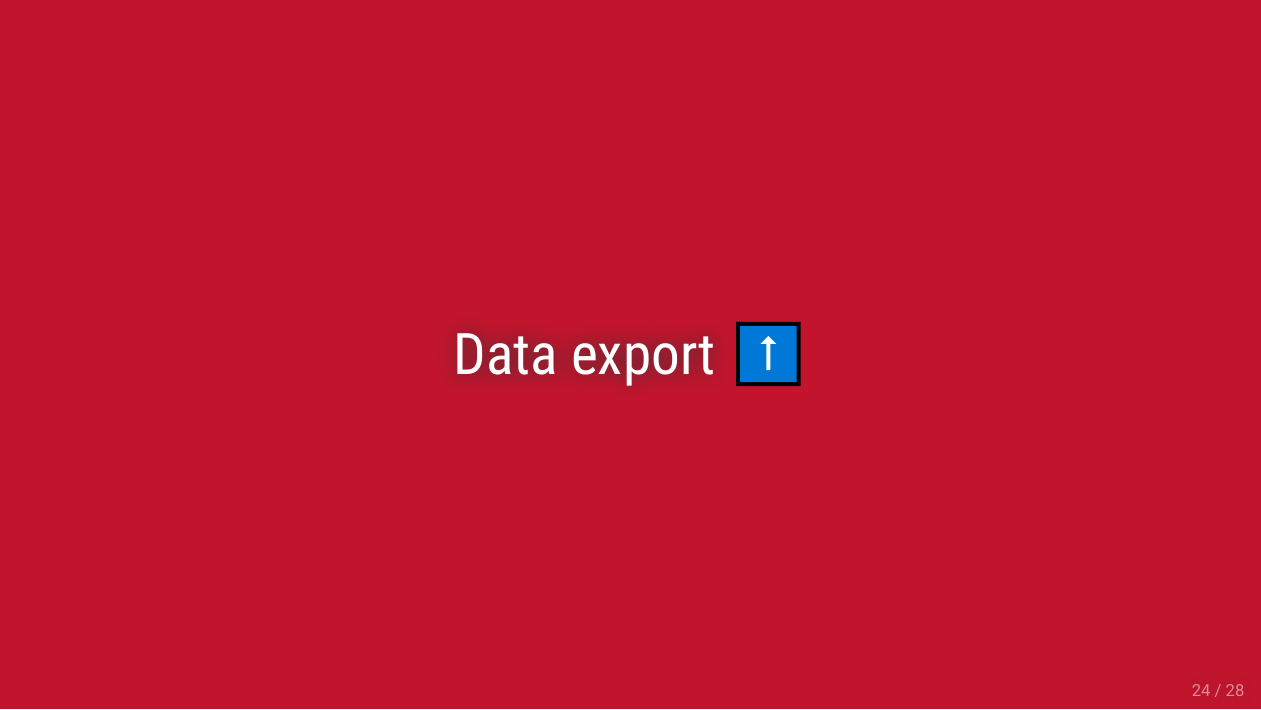 Data export ⬆️
24 / 28